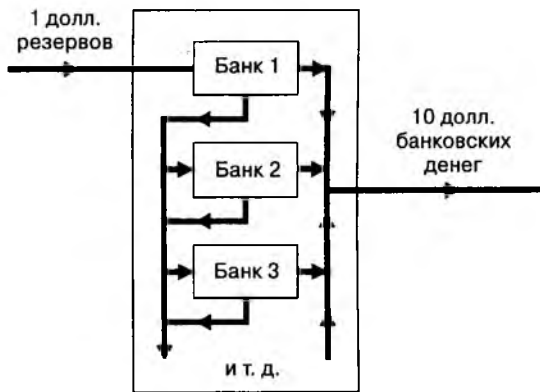 1 долл.
резервов
Банк 1
10 долл.
банковских
денег
Банк 2
Банк 3
и т. д.